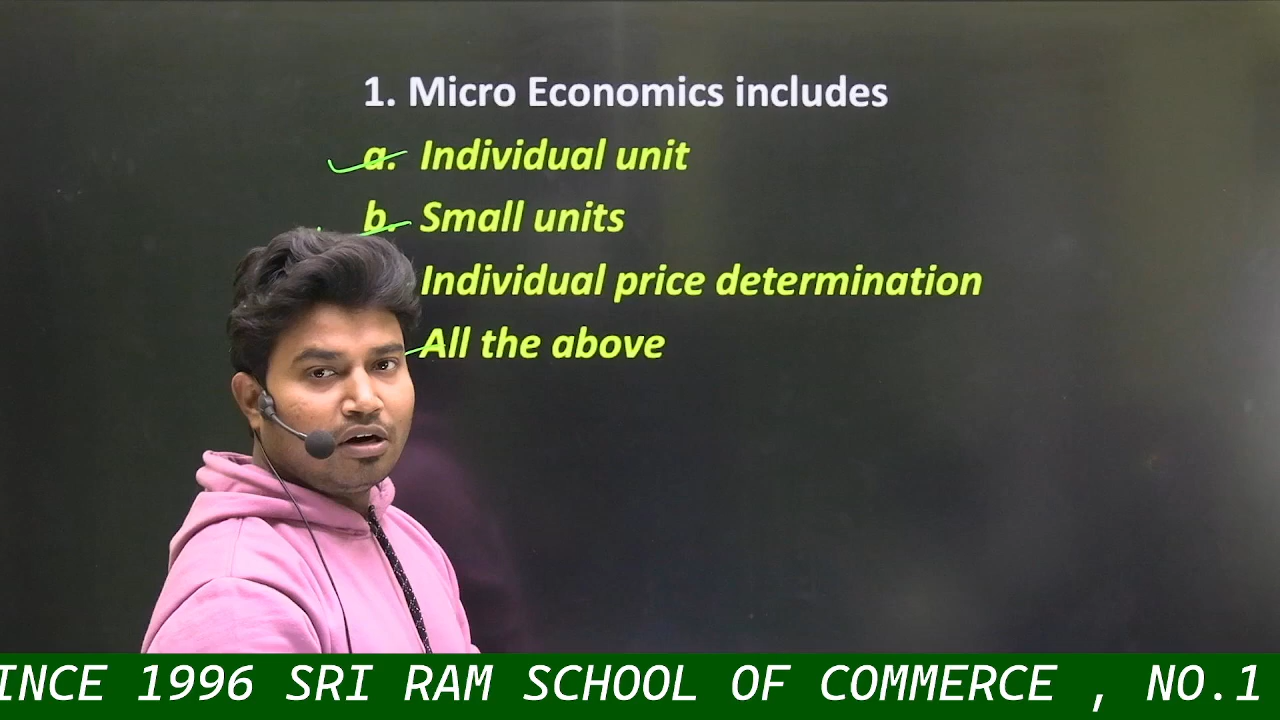 1. Micro Economics includes
a. Individual unit
b. Small units
Individual price determination
All the above
INCE 1996 SRI RAM SCHOOL OF COMMERCE , NO.1